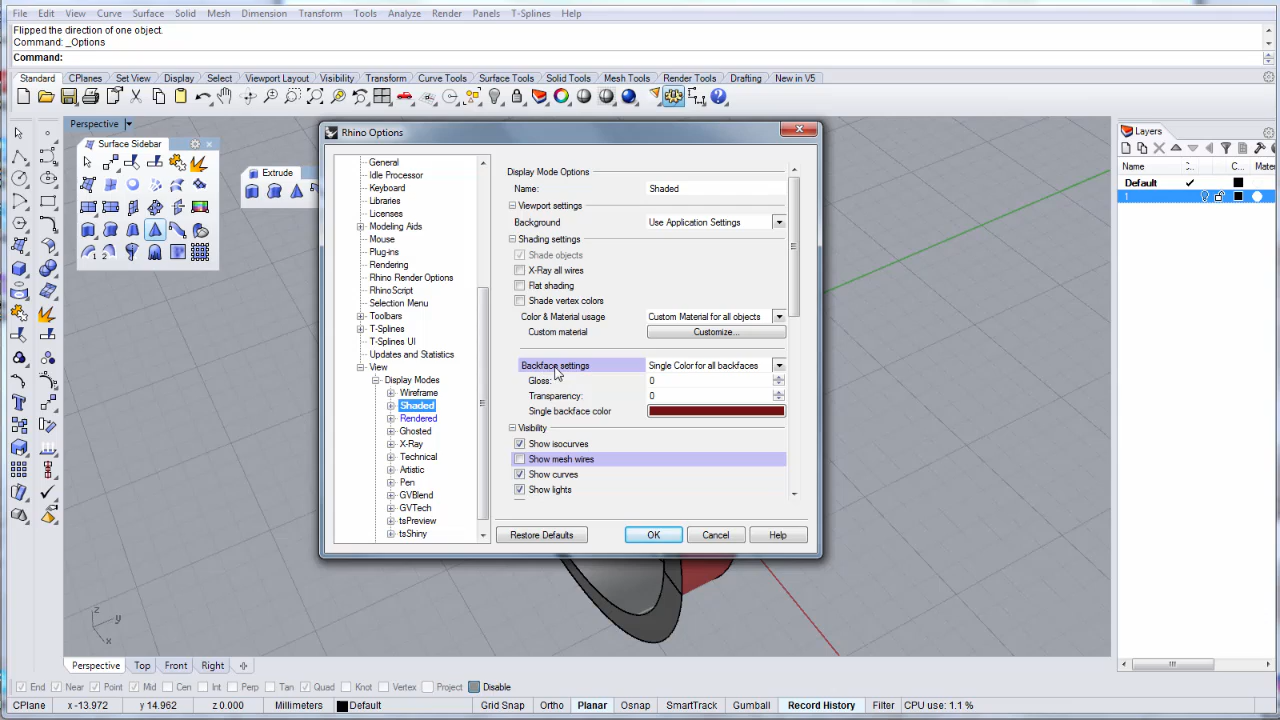 File Edit View Curve Surface Solid Mesh Dimension Transform Tools Analyze Render Panels T-Splines Help
Flipped the direction of one object.
Command: _Options
Command:
Standard CPlanes Set View Display Select Viewport Layout Visibility Transform Curve Tools Surface Tools Solid Tools Mesh Tools Render Tools Drafting New in V5
Perspective
Surface Sidebar
Extrude
Rhino Options
General
Idle Processor
Keyboard
Libraries
Licenses
Modeling Aids
Mouse
Plug-ins
Rendering
Rhino Render Options
RhinoScript
Selection Menu
Toolbars
T-Splines
T-Splines UI
Updates and Statistics
View
Display Modes
Wireframe
Shaded
Rendered
Ghosted
X-Ray
Technical
Artistic
Pen
GVBlend
GVTech
tsPreview
tsShiny
Display Mode Options
Name: Shaded
Viewport settings
Background Use Application Settings
Shading settings
Shade objects
X-Ray all wires
Flat shading
Shade vertex colors
Color & Material usage Custom Material for all objects
Custom material Customize...
Backface settings Single Color for all backfaces
Gloss: 0
Transparency: 0
Single backface color
Visibility
Show isocurves
Show mesh wires
Show curves
Show lights
Restore Defaults OK Cancel Help
Layers
Name C... Mate
Default
1
z
y
x
Perspective Top Front Right
End Near Point Mid Cen Int Perp Tan Quad Knot Vertex Project Disable
CPlane x -13.972 y 14.962 z 0.000 Millimeters Default Grid Snap Ortho Planar Osnap SmartTrack Gumball Record History Filter CPU use: 1.1 %